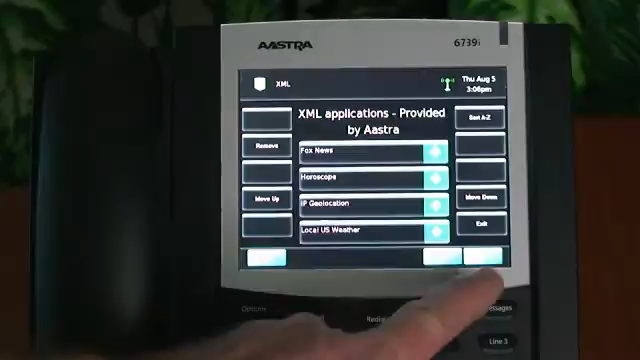 AASTRA
6739i
XML
Thu Aug 5
3:06pm
XML applications - Provided
by Aastra
Sort A-Z
Fox News
Remove
Horoscope
IP Geolocation
Move Up
Move Down
Local US Weather
Exit
Options
Line 3